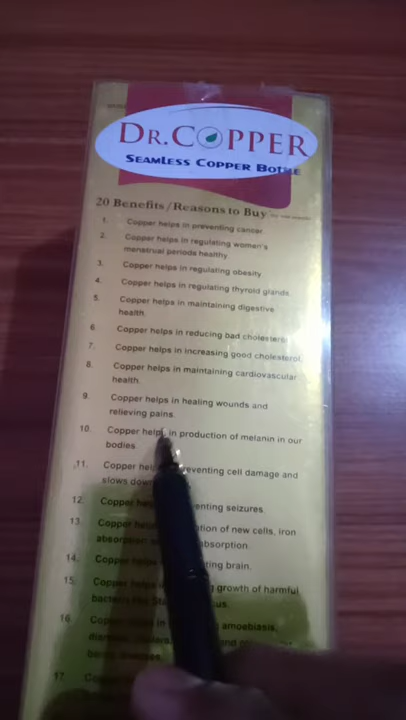 DR.COPPER
SEAMLESS COPPER BOTTLE
20 Benefits/Reasons to Buy
1. Copper helps in preventing cancer
2. Copper helps in regulating women's
menstrual periods healthy
3. Copper helps in regulating obesity
4. Copper helps in regulating thyroid glands
5. Copper helps in maintaining digestive
health.
6. Copper helps in reducing bad cholesterol
7. Copper helps in increasing good cholesterol.
8. Copper helps in maintaining cardiovascular
health.
9. Copper helps in healing wounds and
relieving pains.
10. Copper helps in production of melanin in our
bodies.
11. Copper preventing cell damage and
slows
12. Copper seizures.
13. Copper of new cells, iron
absorption absorption.
14. Copper brain.
15. Copper helps growth of harmful
16. Copper amoebiasis,
17